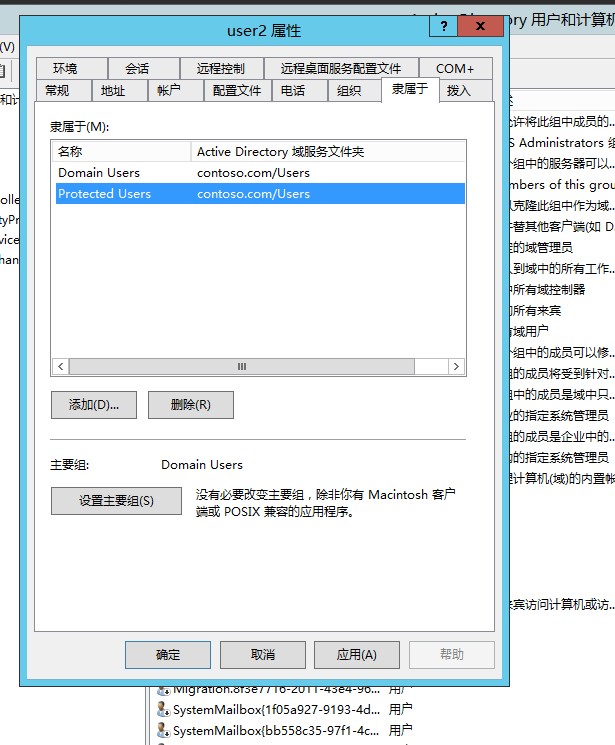 ory 用户和计算机
user2 属性
?
x
(V)
环境 会话 远程控制 远程桌面服务配置文件 COM+
常规 地址 帐户 配置文件 电话 组织 隶属于 拨入
和计
隶属于(M):
名称 Active Directory 域服务文件夹
Domain Users contoso.com/Users
Protected Users contoso.com/Users
允许将此组中成员的...
S Administrators 组
个组中的服务器可以...
mbers of this grou
以克隆此组中作为域...
替其他客户端(如 D...
的域管理员
入到域中的所有工作...
中所有域控制器
的所有来宾
有域用户
个组中的成员可以修...
组的成员将受到针对...
组中的成员是域中只...
的指定系统管理员
组的成员是企业中的...
的指定系统管理员
计算机(域)的内置帐
来宾访问计算机或访...
olle
tyPr
vice
han
添加(D)... 删除(R)
主要组: Domain Users
设置主要组(S)
没有必要改变主要组，除非你有 Macintosh 客户
端或 POSIX 兼容的应用程序。
确定 取消 应用(A) 帮助
Migration.8f3e7716-2011-43e4-96... 用户
SystemMailbox{1f05a927-9193-4d... 用户
SystemMailbox{bb558c35-97f1-4c... 用户